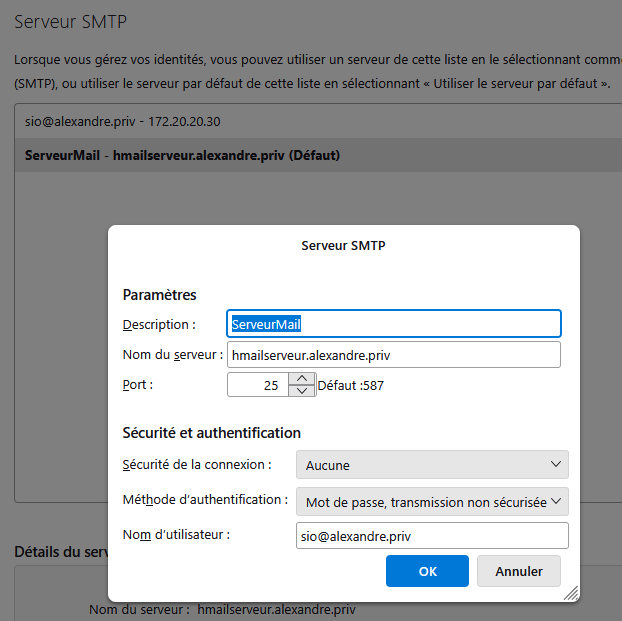 Serveur SMTP
Lorsque vous gérez vos identités, vous pouvez utiliser un serveur de cette liste en le sélectionnant comm
(SMTP), ou utiliser le serveur par défaut de cette liste en sélectionnant « Utiliser le serveur par défaut ».
sio@alexandre.priv - 172.20.20.30
ServeurMail - hmailserveur.alexandre.priv (Défaut)
Serveur SMTP
Paramètres
Description : ServeurMail
Nom du serveur : hmailserveur.alexandre.priv
Port : 25 Défaut :587
Sécurité et authentification
Sécurité de la connexion : Aucune
Méthode d'authentification : Mot de passe, transmission non sécurisée
Nom d'utilisateur : sio@alexandre.priv
OK Annuler
Détails du serv
Nom du serveur : hmailserveur.alexandre.priv